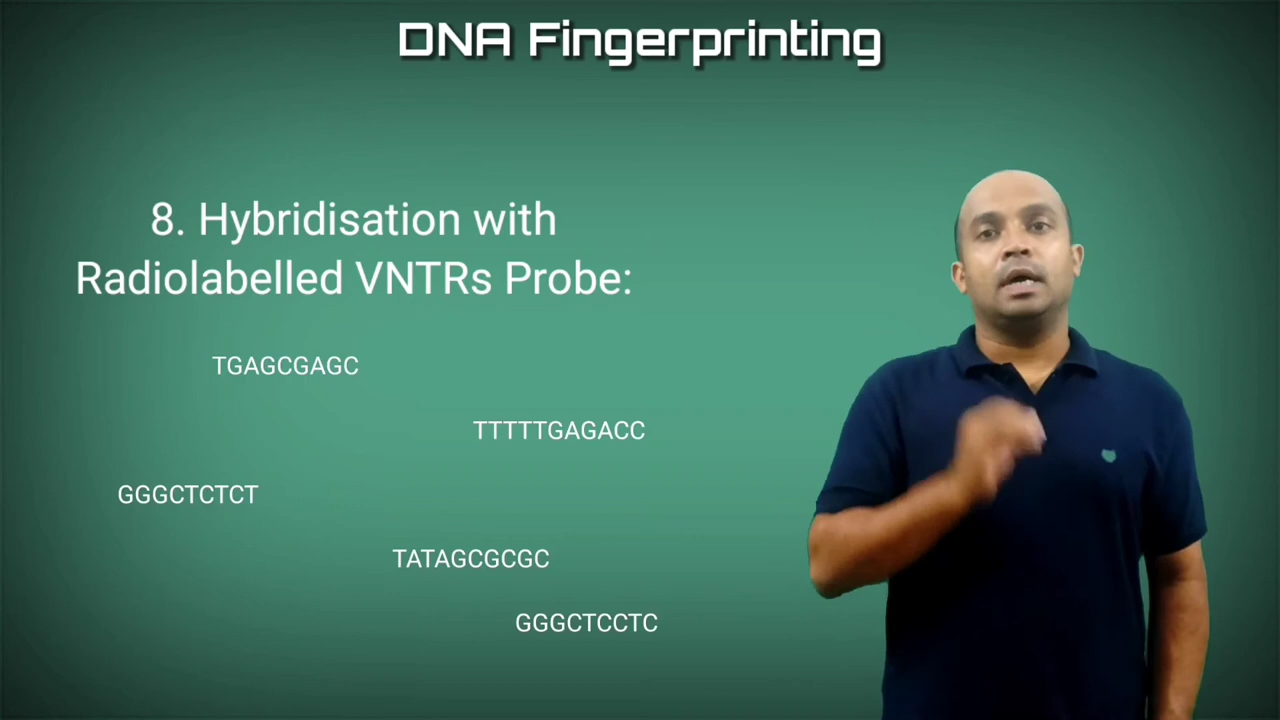 DNA Fingerprinting
8. Hybridisation with
Radiolabelled VNTRs Probe:
TGAGCGAGC
TTTTTGAGACC
GGGCTCTCT
TATAGCGCGC
GGGCTCCTC